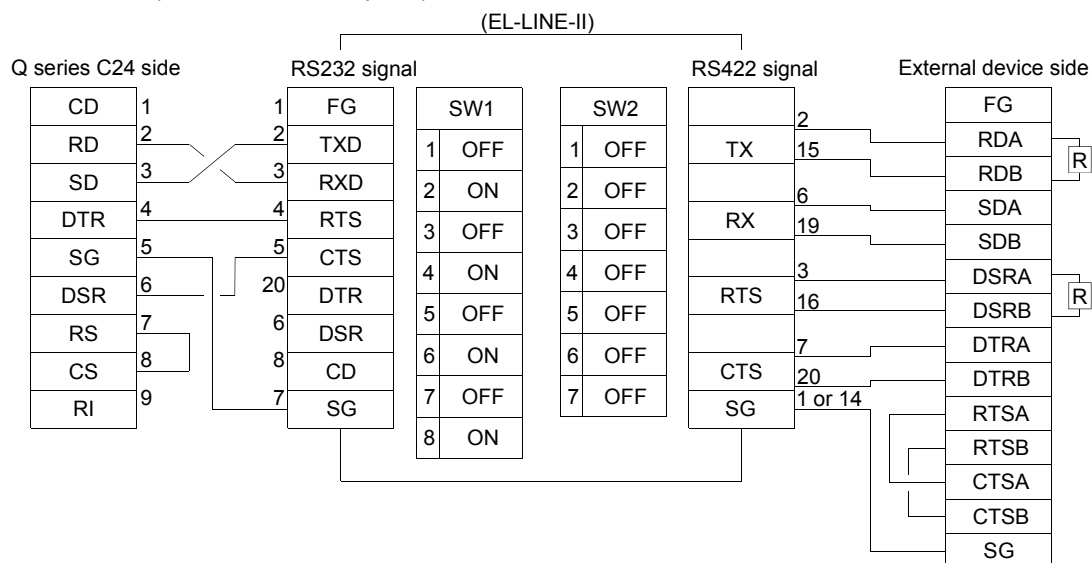 (EL-LINE-II)
Q series C24 side
RS232 signal
RS422 signal
External device side
CD 1
RD 2
SD 3
DTR 4
SG 5
DSR 6
RS 7
CS 8
RI 9
1 FG
2 TXD
3 RXD
4 RTS
5 CTS
20 DTR
6 DSR
8 CD
7 SG
SW1
1 OFF
2 ON
3 OFF
4 ON
5 OFF
6 ON
7 OFF
8 ON
SW2
1 OFF
2 OFF
3 OFF
4 OFF
5 OFF
6 OFF
7 OFF
2
TX 15
6
RX 19
3
RTS 16
7
CTS 20
SG 1 or 14
FG
RDA
RDB
R
SDA
SDB
DSRA
DSRB
R
DTRA
DTRB
RTSA
RTSB
CTSA
CTSB
SG